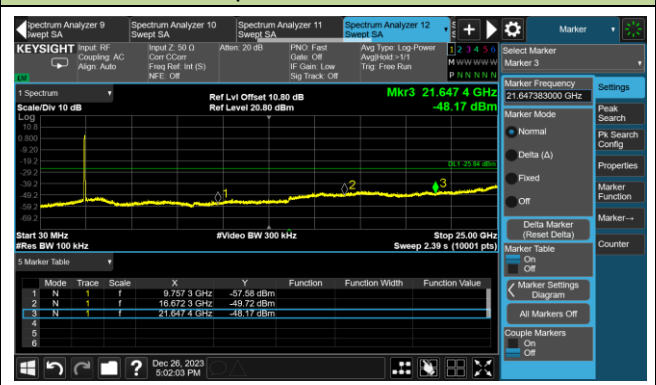 Spectrum Analyzer 9
Swept SA
Spectrum Analyzer 10
Swept SA
Spectrum Analyzer 11
Swept SA
Spectrum Analyzer 12
Swept SA
Marker
KEYSIGHT
Input: RF
Coupling: AC
Align: Auto
Input Z: 50 Ω
Corr CCorr
Freq Ref: Int (S)
NFE: Off
Atten: 20 dB
PNO: Fast
Gate: Off
IF Gain: Low
Sig Track: Off
Avg Type: Log-Power
Avg|Hold:>1/1
Trig: Free Run
1 2 3 4 5 6
M W W W W W
P N N N N N
Select Marker
Marker 3
1 Spectrum
Scale/Div 10 dB
Log
Ref Lvl Offset 10.80 dB
Ref Level 20.80 dBm
Mkr3 21.647 4 GHz
-48.17 dBm
10.8
0.800
-9.20
-19.2
-29.2
-39.2
-49.2
-59.2
-69.2
DL1 -25.64 dBm
1
2
3
Start 30 MHz
#Res BW 100 kHz
#Video BW 300 kHz
Stop 25.00 GHz
Sweep 2.39 s (10001 pts)
5 Marker Table
Mode Trace Scale X Y Function Function Width Function Value
1 N 1 f 9.757 3 GHz -57.58 dBm
2 N 1 f 16.672 3 GHz -49.72 dBm
3 N 1 f 21.647 4 GHz -48.17 dBm
4
5
6
Marker Frequency
21.647383000 GHz
Marker Mode
Normal
Delta (Δ)
Fixed
Off
Delta Marker
(Reset Delta)
Marker Table
On
Off
Marker Settings
Diagram
All Markers Off
Couple Markers
On
Off
Settings
Peak
Search
Pk Search
Config
Properties
Marker
Function
Marker→
Counter
?
Dec 26, 2023
5:02:03 PM